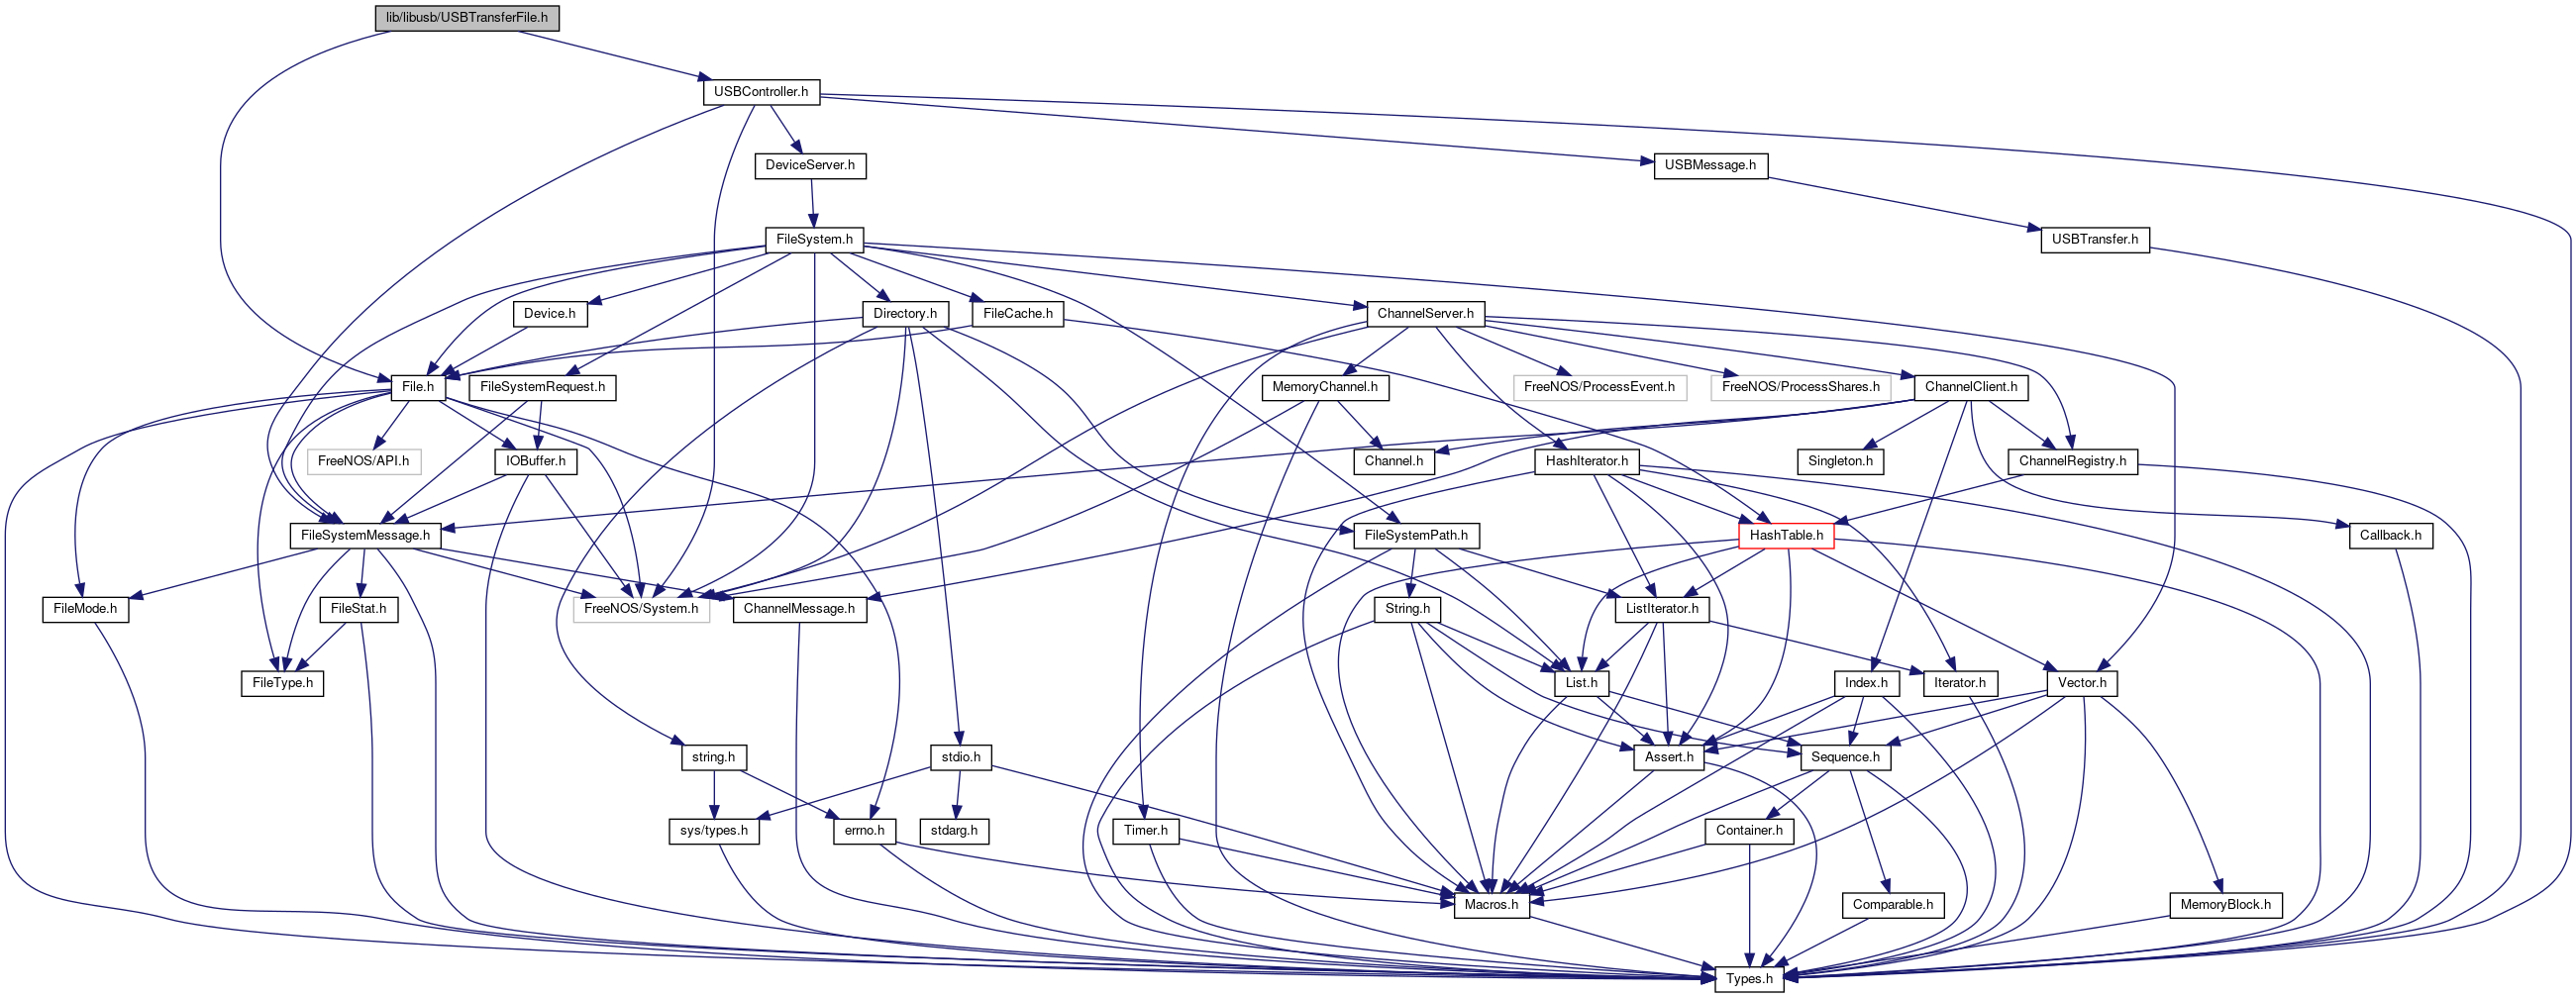 lib/libusb/USBTransferFile.h
USBController.h
DeviceServer.h
USBMessage.h
FileSystem.h
USBTransfer.h
Device.h
Directory.h
FileCache.h
ChannelServer.h
File.h
FileSystemRequest.h
MemoryChannel.h
FreeNOS/ProcessEvent.h
FreeNOS/ProcessShares.h
ChannelClient.h
FreeNOS/API.h
IOBuffer.h
Channel.h
HashIterator.h
Singleton.h
ChannelRegistry.h
FileSystemMessage.h
FileSystemPath.h
HashTable.h
Callback.h
FileMode.h
FileStat.h
FreeNOS/System.h
ChannelMessage.h
String.h
ListIterator.h
FileType.h
List.h
Index.h
Iterator.h
Vector.h
string.h
stdio.h
Assert.h
Sequence.h
sys/types.h
errno.h
stdarg.h
Timer.h
Container.h
Macros.h
Comparable.h
MemoryBlock.h
Types.h